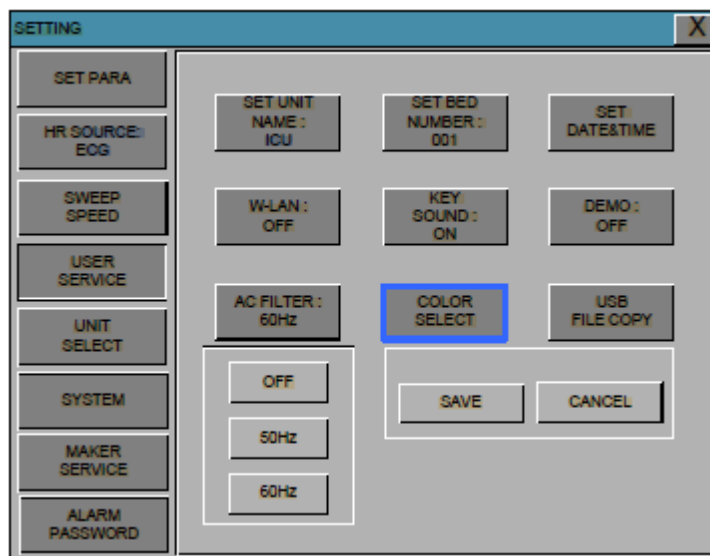 SETTING
X
SET PARA
HR SOURCE:
ECG
SWEEP
SPEED
USER
SERVICE
UNIT
SELECT
SYSTEM
MAKER
SERVICE
ALARM
PASSWORD
SET UNIT
NAME :
ICU
SET BED
NUMBER :
001
SET
DATE&TIME
W-LAN :
OFF
KEY
SOUND :
ON
DEMO :
OFF
AC FILTER :
60Hz
COLOR
SELECT
USB
FILE COPY
OFF
50Hz
60Hz
SAVE
CANCEL